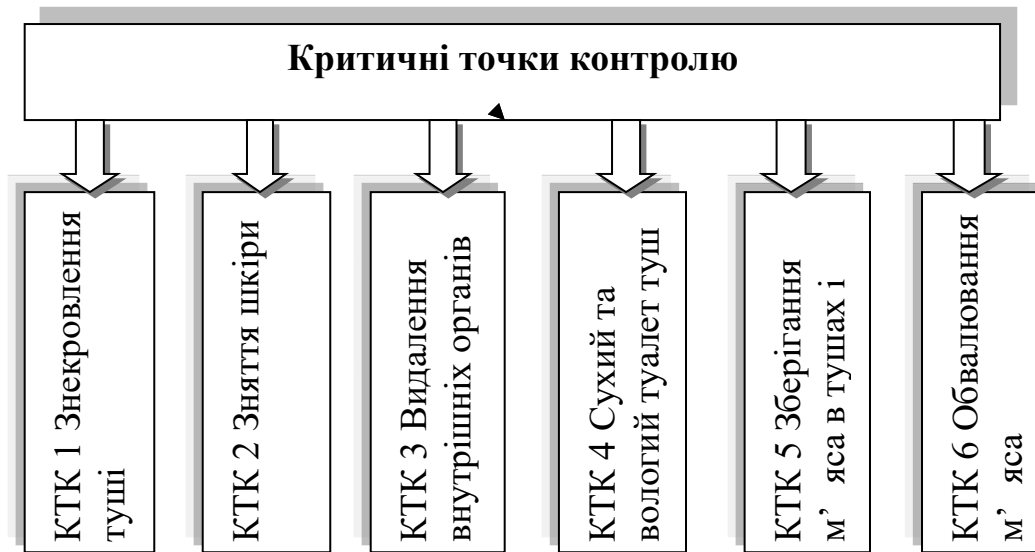 Критичні точки контролю
КТК 1 Знекровлення
туші
КТК 2 Зняття шкіри
КТК 3 Видалення
внутрішніх органів
КТК 4 Сухий та
вологий туалет туш
КТК 5 Зберігання
м’ яса в тушах і
КТК 6 Обвалювання
м’ яса